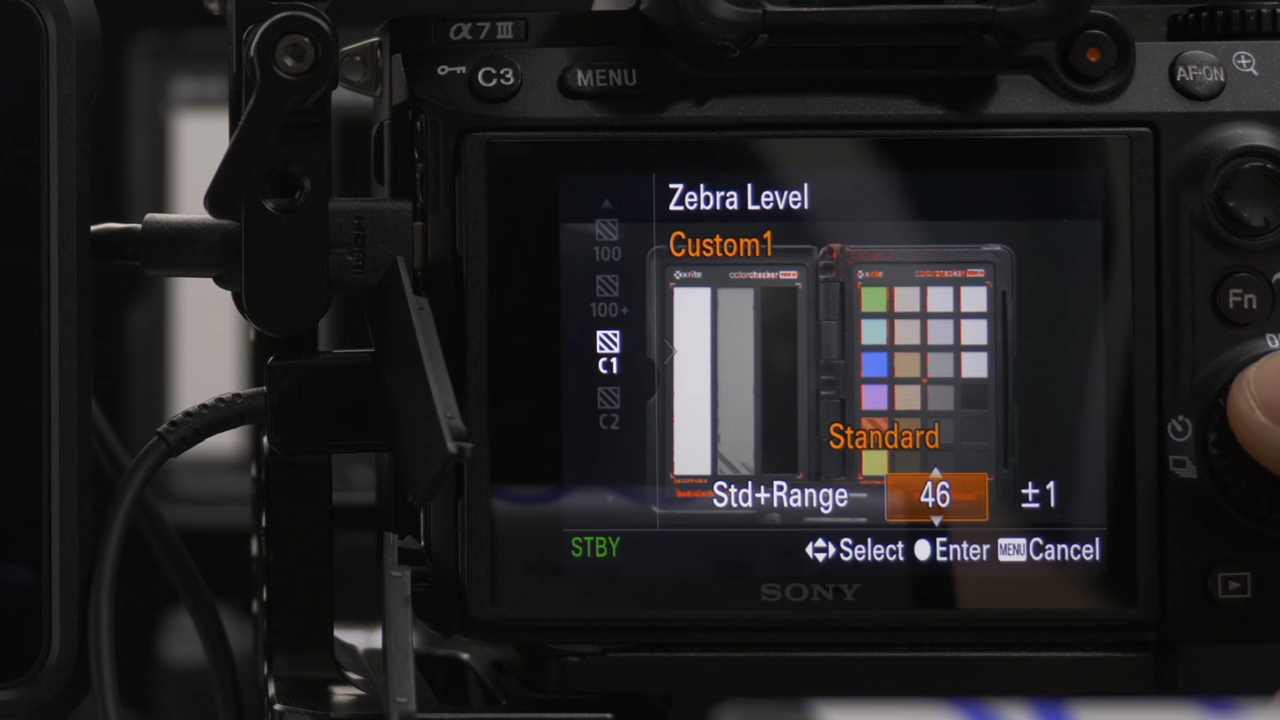 α7III
C3
MENU
AF-ON
Zebra Level
Custom1
100
100+
C1
C2
x-rite colorchecker
x-rite colorchecker
Fn
HDMI
Standard
Std+Range 46 ±1
STBY
Select Enter MENU Cancel
SONY